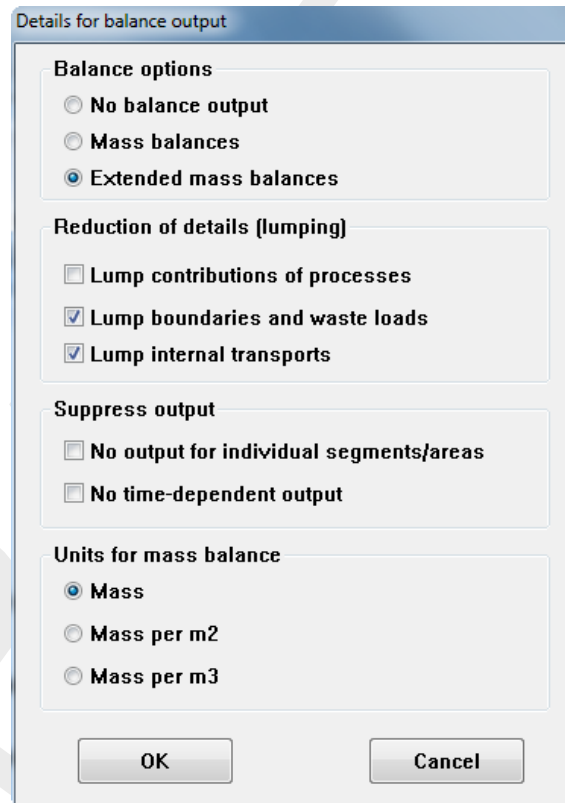 Details for balance output
Balance options
No balance output
Mass balances
Extended mass balances
Reduction of details (lumping)
Lump contributions of processes
Lump boundaries and waste loads
Lump internal transports
Suppress output
No output for individual segments/areas
No time-dependent output
Units for mass balance
Mass
Mass per m2
Mass per m3
OK Cancel